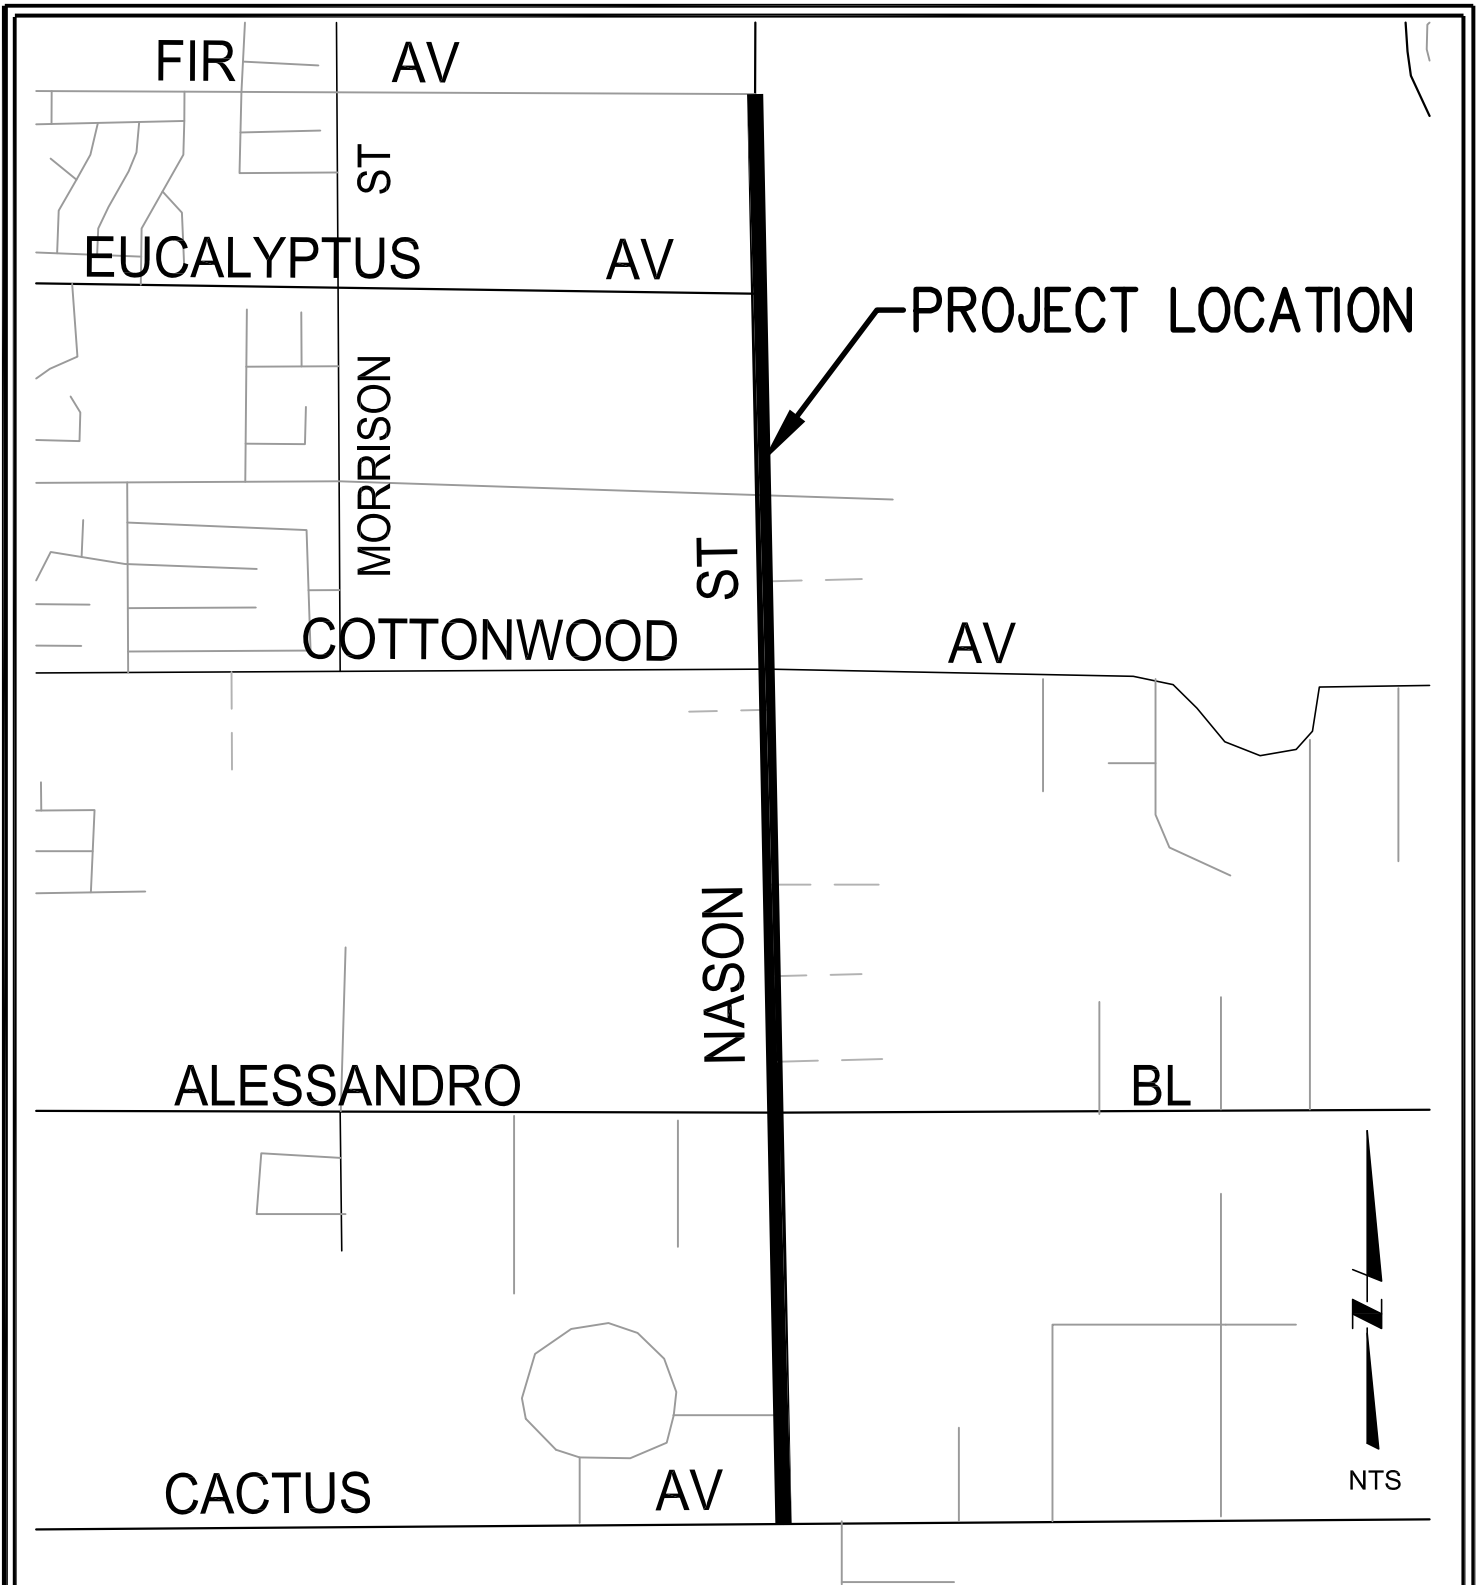 FIR AV
ST
EUCALYPTUS AV
PROJECT LOCATION
MORRISON
ST
COTTONWOOD AV
NASON
ALESSANDRO BL
N
NTS
CACTUS AV